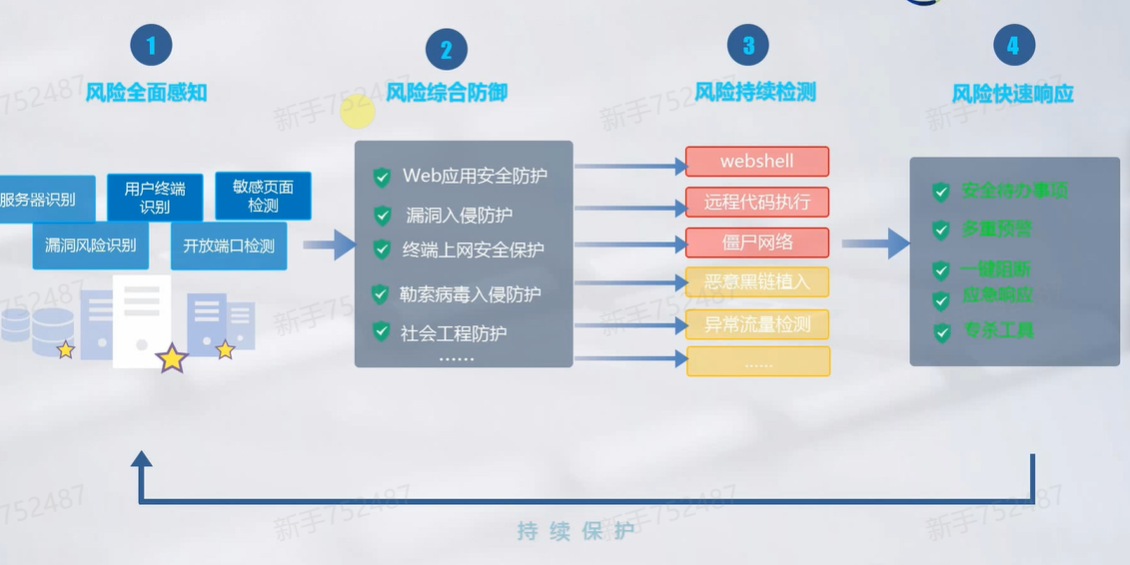 1
风险全面感知
服务器识别
用户终端
识别
敏感页面
检测
漏洞风险识别
开放端口检测
2
风险综合防御
Web应用安全防护
漏洞入侵防护
终端上网安全保护
勒索病毒入侵防护
社会工程防护
......
3
风险持续检测
webshell
远程代码执行
僵尸网络
恶意黑链植入
异常流量检测
......
4
风险快速响应
安全待办事项
多重预警
一键阻断
应急响应
专杀工具
持续保护
752487
新手752487
新手752487
新手752487
752487
新手752487
新手752487
新手752487
752487
新手752487
新手752487
新手752487